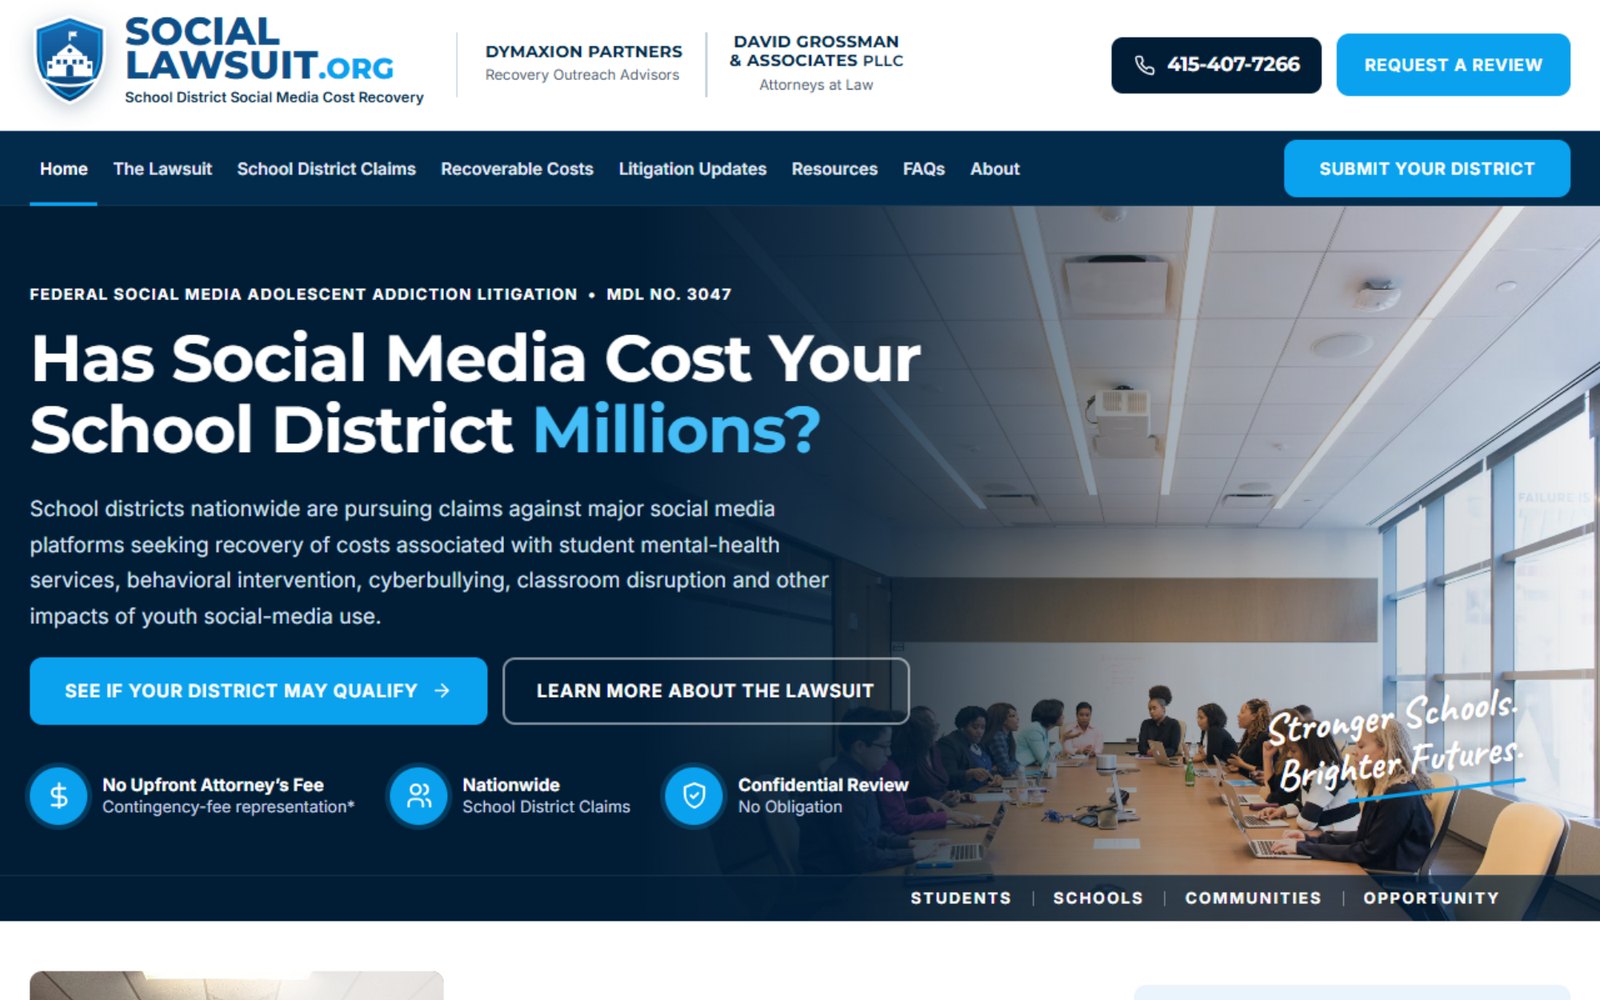 SOCIAL
LAWSUIT.ORG
School District Social Media Cost Recovery
DYMAXION PARTNERS
Recovery Outreach Advisors
DAVID GROSSMAN
& ASSOCIATES PLLC
Attorneys at Law
415-407-7266
REQUEST A REVIEW
Home
The Lawsuit
School District Claims
Recoverable Costs
Litigation Updates
Resources
FAQs
About
SUBMIT YOUR DISTRICT
FEDERAL SOCIAL MEDIA ADOLESCENT ADDICTION LITIGATION • MDL NO. 3047
Has Social Media Cost Your
School District Millions?
School districts nationwide are pursuing claims against major social media
platforms seeking recovery of costs associated with student mental-health
services, behavioral intervention, cyberbullying, classroom disruption and other
impacts of youth social-media use.
SEE IF YOUR DISTRICT MAY QUALIFY →
LEARN MORE ABOUT THE LAWSUIT
No Upfront Attorney's Fee
Contingency-fee representation*
Nationwide
School District Claims
Confidential Review
No Obligation
FAILURE IS
Stronger Schools.
Brighter Futures.
STUDENTS | SCHOOLS | COMMUNITIES | OPPORTUNITY